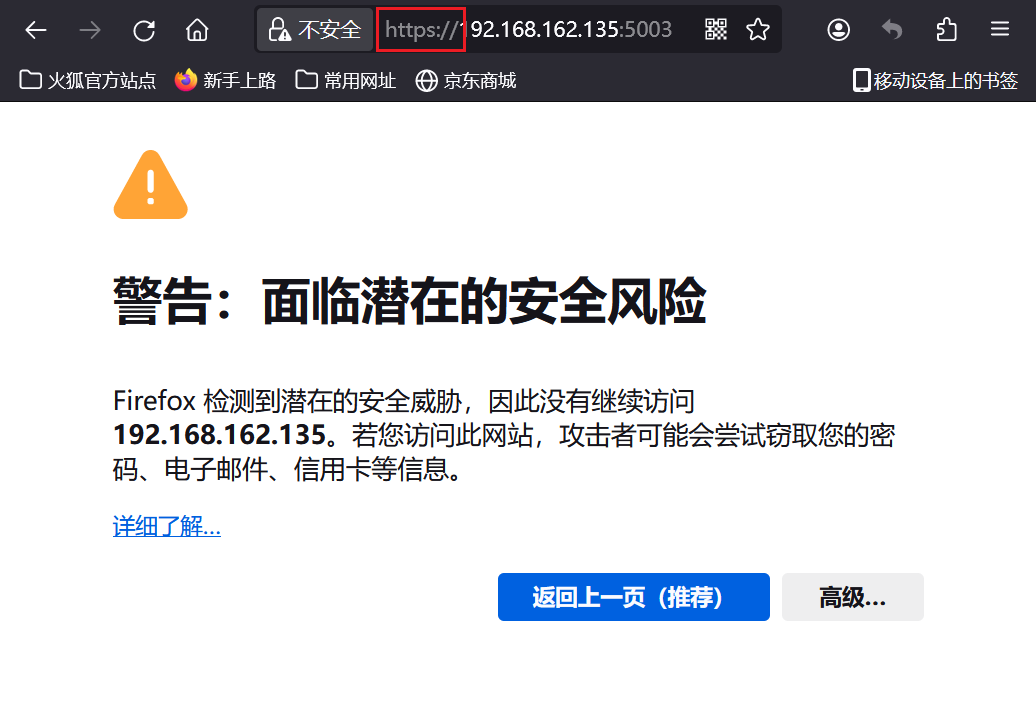 不安全 https://192.168.162.135:5003
火狐官方站点 新手上路 常用网址 京东商城 移动设备上的书签
警告：面临潜在的安全风险
Firefox 检测到潜在的安全威胁，因此没有继续访问
192.168.162.135。若您访问此网站，攻击者可能会尝试窃取您的密
码、电子邮件、信用卡等信息。
详细了解…
返回上一页（推荐） 高级…